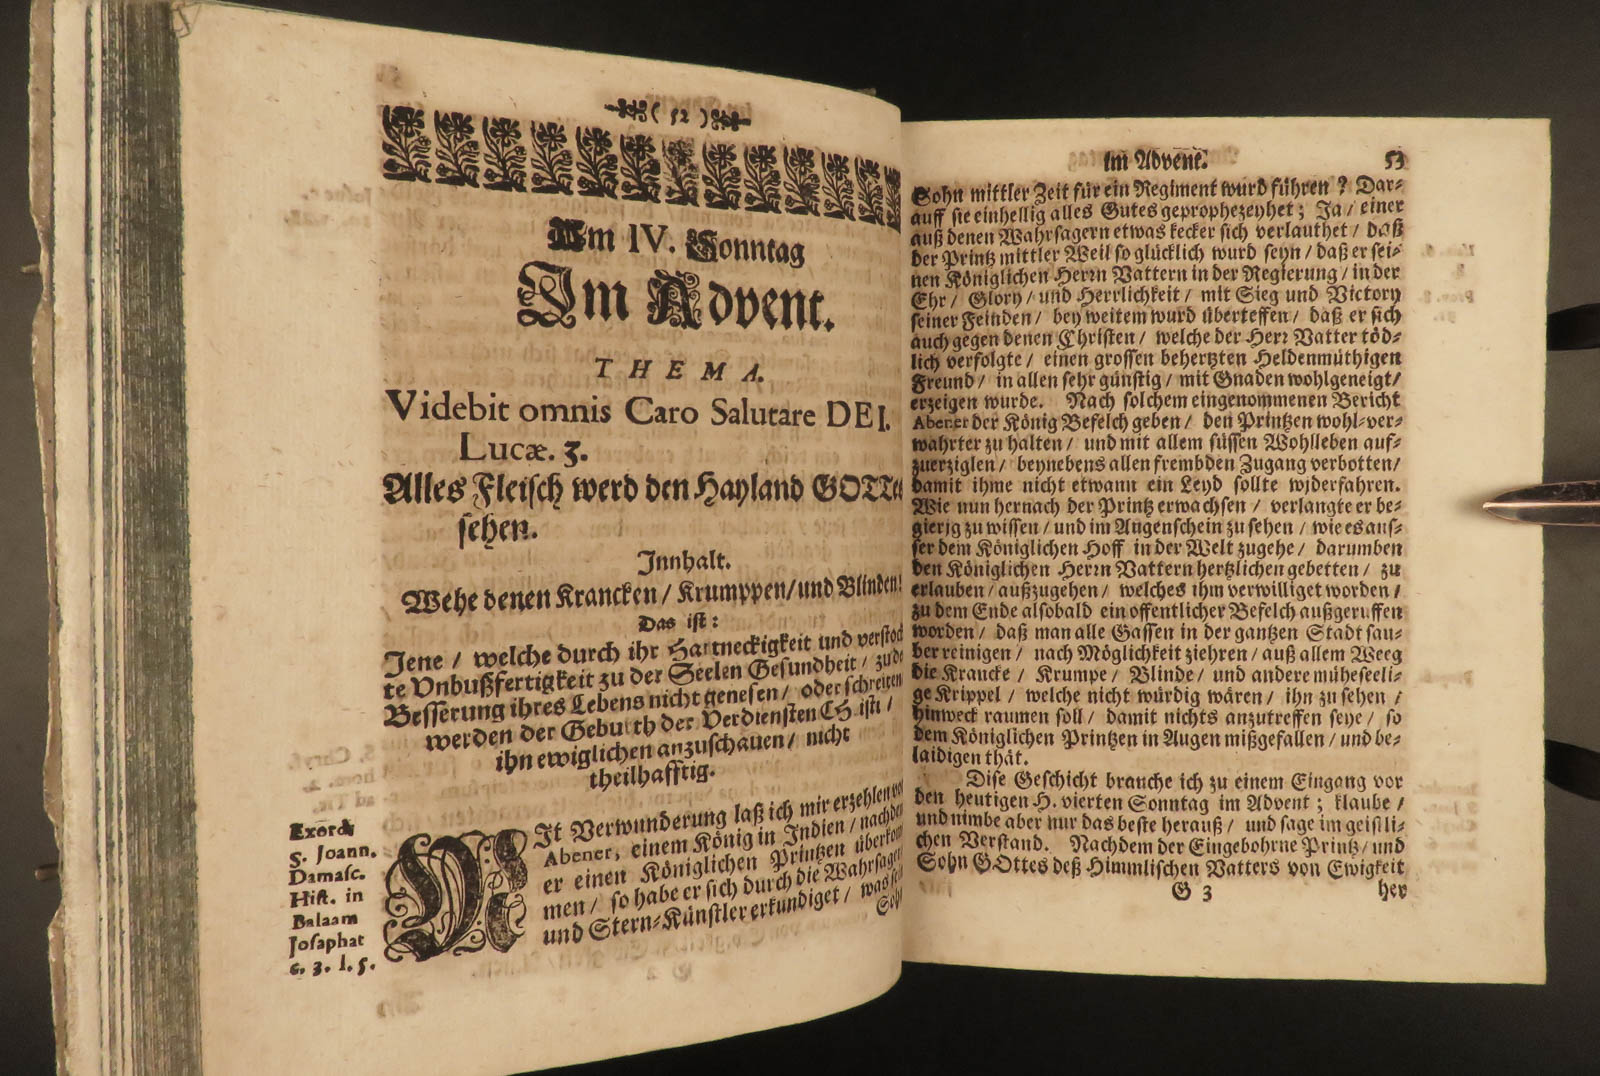 ( 52 )
Am IV. Sonntag
Im Advent.
THEMA.
Videbit omnis Caro Salutare DEI.
Lucæ. 3.
Alles Fleisch werd den Hayland GOTTes
sehen.
Innhalt.
Wehe denen Krancken / Krumppen / und Blinden!
Das ist:
Jene / welche durch ihr Hartneckigkeit und verstock
te Unbußfertigkeit zu der Seelen Gesundheit / zu de
Besserung ihres Lebens nicht genesen / oder schreiten
werden der Geburth der Verdiensten Christi /
ihn ewiglichen anzuschauen / nicht
theilhafftig.
Exord.
S. Joann.
Damasc.
Hist. in
Balaam
Josaphat
c. 3. l. 5.
MIt Verwunderung laß ich mir erzehlen von
Abener, einem König in Indien / nachdem
er einen Königlichen Printzen überkom
men / so habe er sich durch die Wahrsager
und Stern-Künstler erkundiget / was sein
Sohn
Im Advent. 53
Sohn mittler Zeit für ein Regiment wurd führen ? Dar-
auff sie einhellig alles Gutes geprophezeyhet ; Ja / einer
auß denen Wahrsagern etwas kecker sich verlauthet / daß
der Printz mittler Weil so glücklich wurd seyn / daß er sei-
nen Königlichen Herrn Vattern in der Regierung / in der
Ehr / Glory / und Herrlichkeit / mit Sieg und Victory
seiner Feinden / bey weitem wurd überteffen / daß er sich
auch gegen denen Christen / welche der Herr Vatter töd-
lich verfolgte / einen grossen behertzten Heldenmüthigen
Freund / in allen sehr günstig / mit Gnaden wohlgeneigt /
erzeigen wurde. Nach solchem eingenommenen Bericht
Abener der König Befelch geben / den Printzen wohl-ver-
wahrter zu halten / und mit allem süssen Wohlleben auf-
zuerziglen / beynebens allen frembden Zugang verbotten /
damit ihme nicht etwann ein Leyd sollte widerfahren.
Wie nun hernach der Printz erwachsen / verlangte er be-
gierig zu wissen / und im Augenschein zu sehen / wie es aus-
ser dem Königlichen Hoff in der Welt zugehe / darumben
den Königlichen Herrn Vattern hertzlichen gebetten / zu
erlauben / außzugehen / welches ihm verwilliget worden /
zu dem Ende alsobald ein offentlicher Befelch außgeruffen
worden / daß man alle Gassen in der gantzen Stadt sau-
ber reinigen / nach Möglichkeit ziehren / auß allem Weeg
die Krancke / Krumpe / Blinde / und andere müheseeli-
ge Krippel / welche nicht würdig wären / ihn zu sehen /
hinweck raumen soll / damit nichts anzutreffen seye / so
dem Königlichen Printzen in Augen mißgefallen / und be-
laidigen thät.
Dise Geschicht brauche ich zu einem Eingang vor
den heutigen H. vierten Sonntag im Advent ; klaube /
und nimbe aber nur das beste herauß / und sage im geistli-
chen Verstand. Nachdem der Eingebohrne Printz / und
Sohn GOttes deß Himmlischen Vatters von Ewigkeit
G 3 her